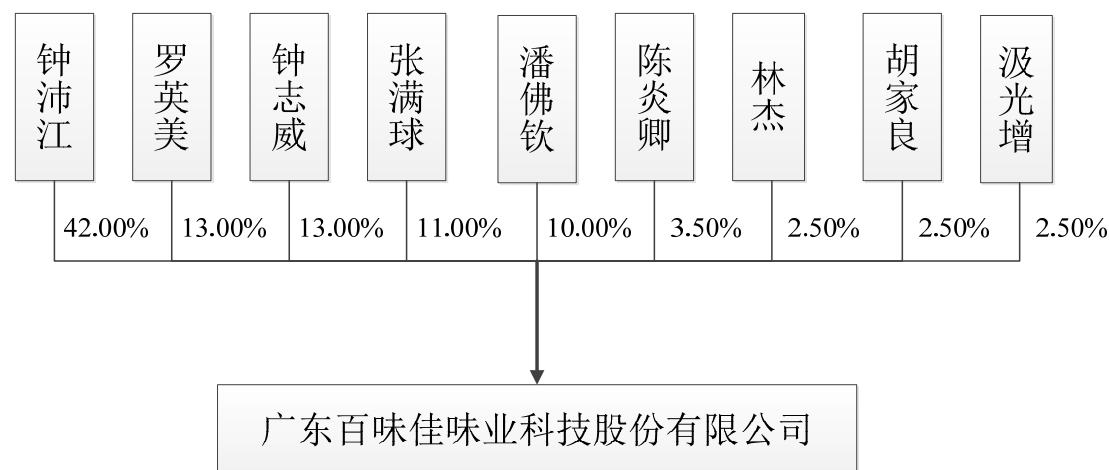 钟沛江
罗英美
钟志威
张满球
潘佛钦
陈炎卿
林杰
胡家良
汲光增
42.00%
13.00%
13.00%
11.00%
10.00%
3.50%
2.50%
2.50%
2.50%
广东百味佳味业科技股份有限公司